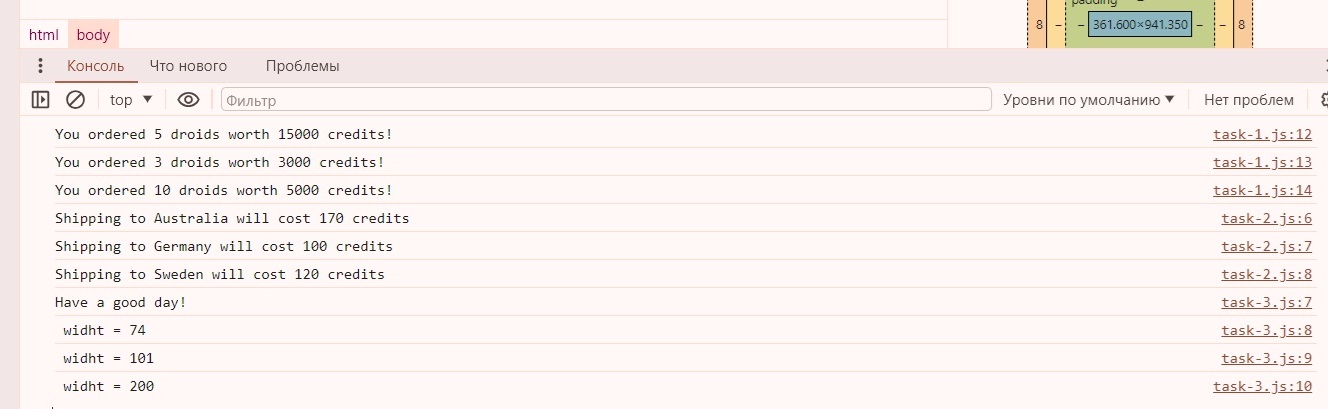 padding –
8 – – 361.600×941.350 – – 8
html body
Консоль Что нового Проблемы
top ▼ Фильтр Уровни по умолчанию ▼ Нет проблем
You ordered 5 droids worth 15000 credits! task-1.js:12
You ordered 3 droids worth 3000 credits! task-1.js:13
You ordered 10 droids worth 5000 credits! task-1.js:14
Shipping to Australia will cost 170 credits task-2.js:6
Shipping to Germany will cost 100 credits task-2.js:7
Shipping to Sweden will cost 120 credits task-2.js:8
Have a good day! task-3.js:7
widht = 74 task-3.js:8
widht = 101 task-3.js:9
widht = 200 task-3.js:10